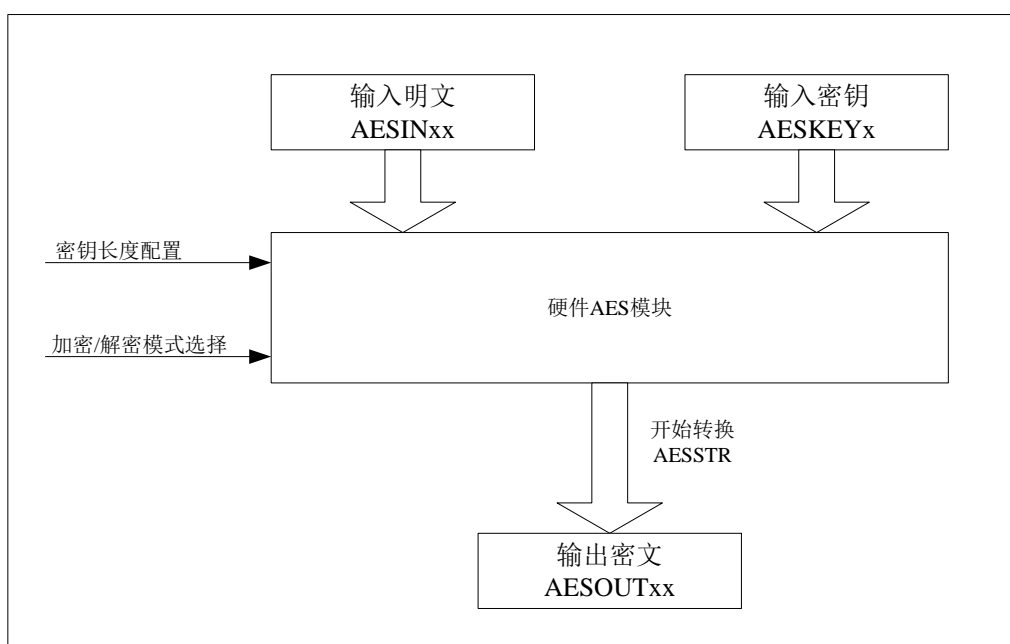 输入明文
AESINxx
输入密钥
AESKEYx
密钥长度配置
硬件AES模块
加密/解密模式选择
开始转换
AESSTR
输出密文
AESOUTxx